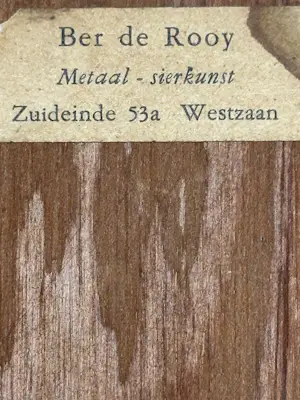 Ber de Rooy
Metaal - sierkunst
Zuideinde 53a Westzaan